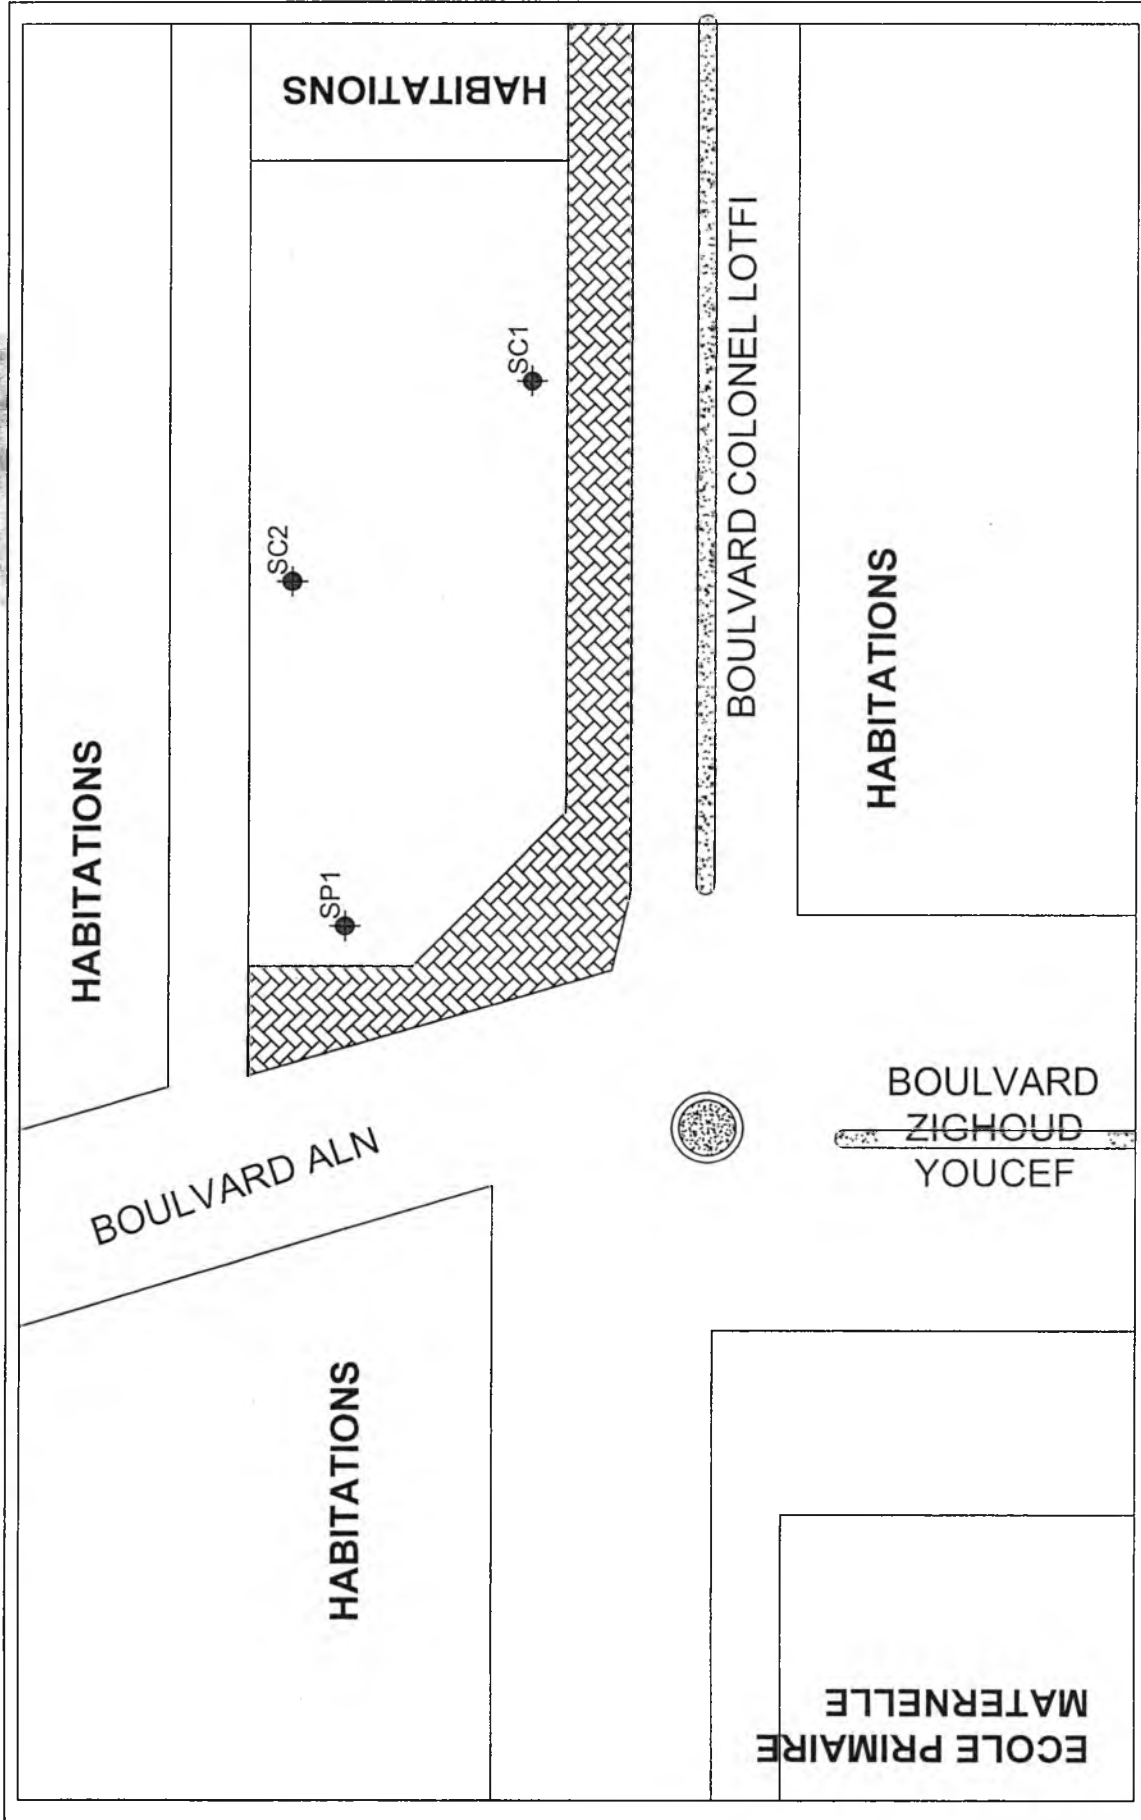 HABITATIONS
SC2
SC1
BOULVARD COLONEL LOTFI
HABITATIONS
HABITATIONS
SP1
BOULVARD ALN
BOULVARD
ZIGHOUD
YOUCEF
HABITATIONS
ECOLE PRIMAIRE
MATERNELLE